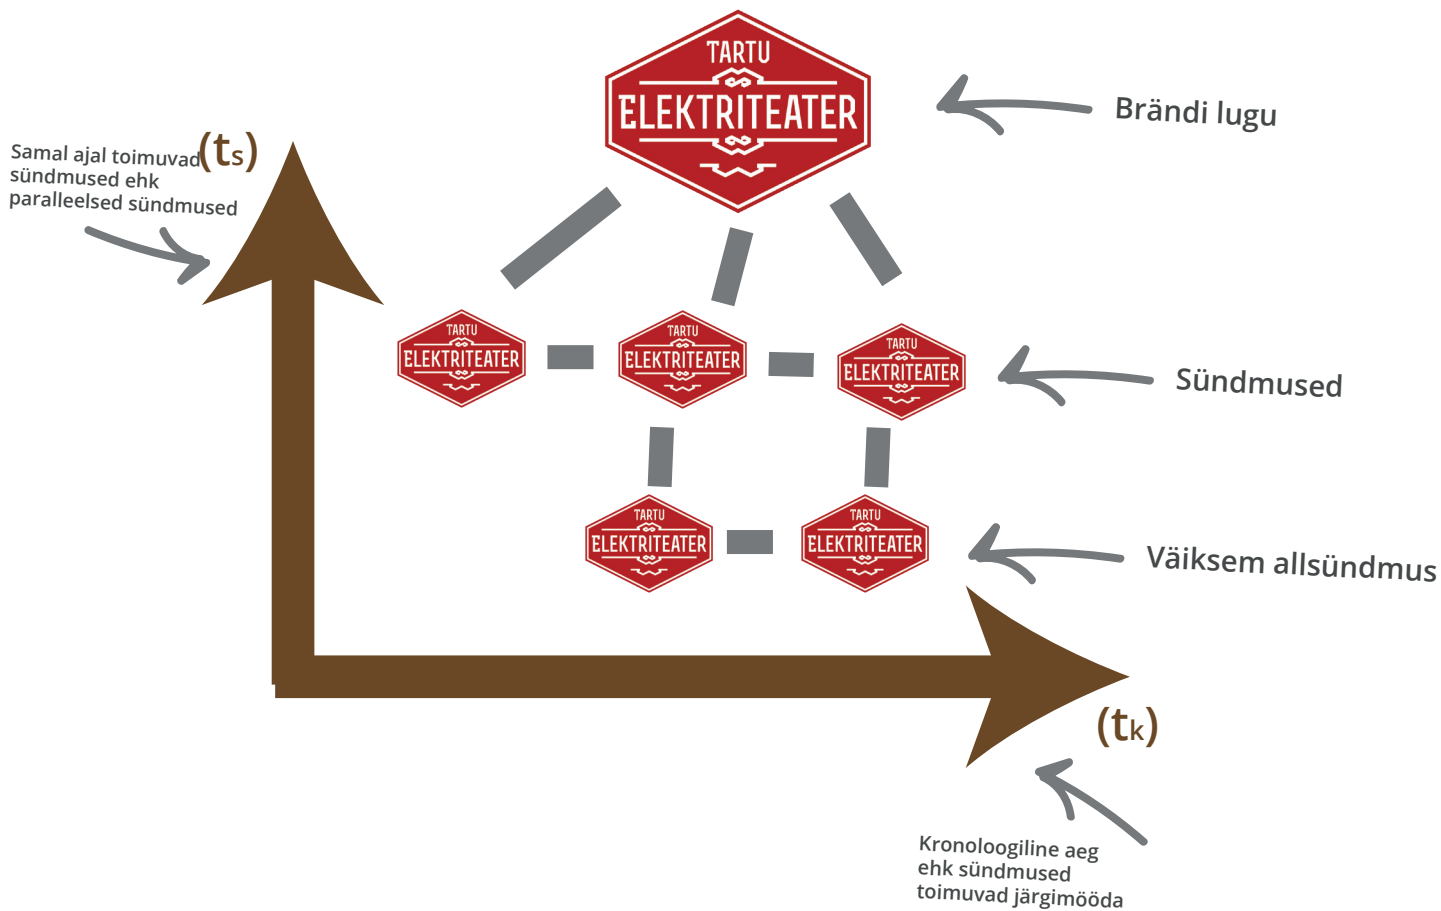 TARTU
ELEKTRITEATER
Brändi lugu
Samal ajal toimuvad
sündmused ehk
paralleelsed sündmused
(ts)
TARTU
ELEKTRITEATER
TARTU
ELEKTRITEATER
TARTU
ELEKTRITEATER
Sündmused
TARTU
ELEKTRITEATER
TARTU
ELEKTRITEATER
Väiksem allsündmus
(tk)
Kronoloogiline aeg
ehk sündmused
toimuvad järgimööda